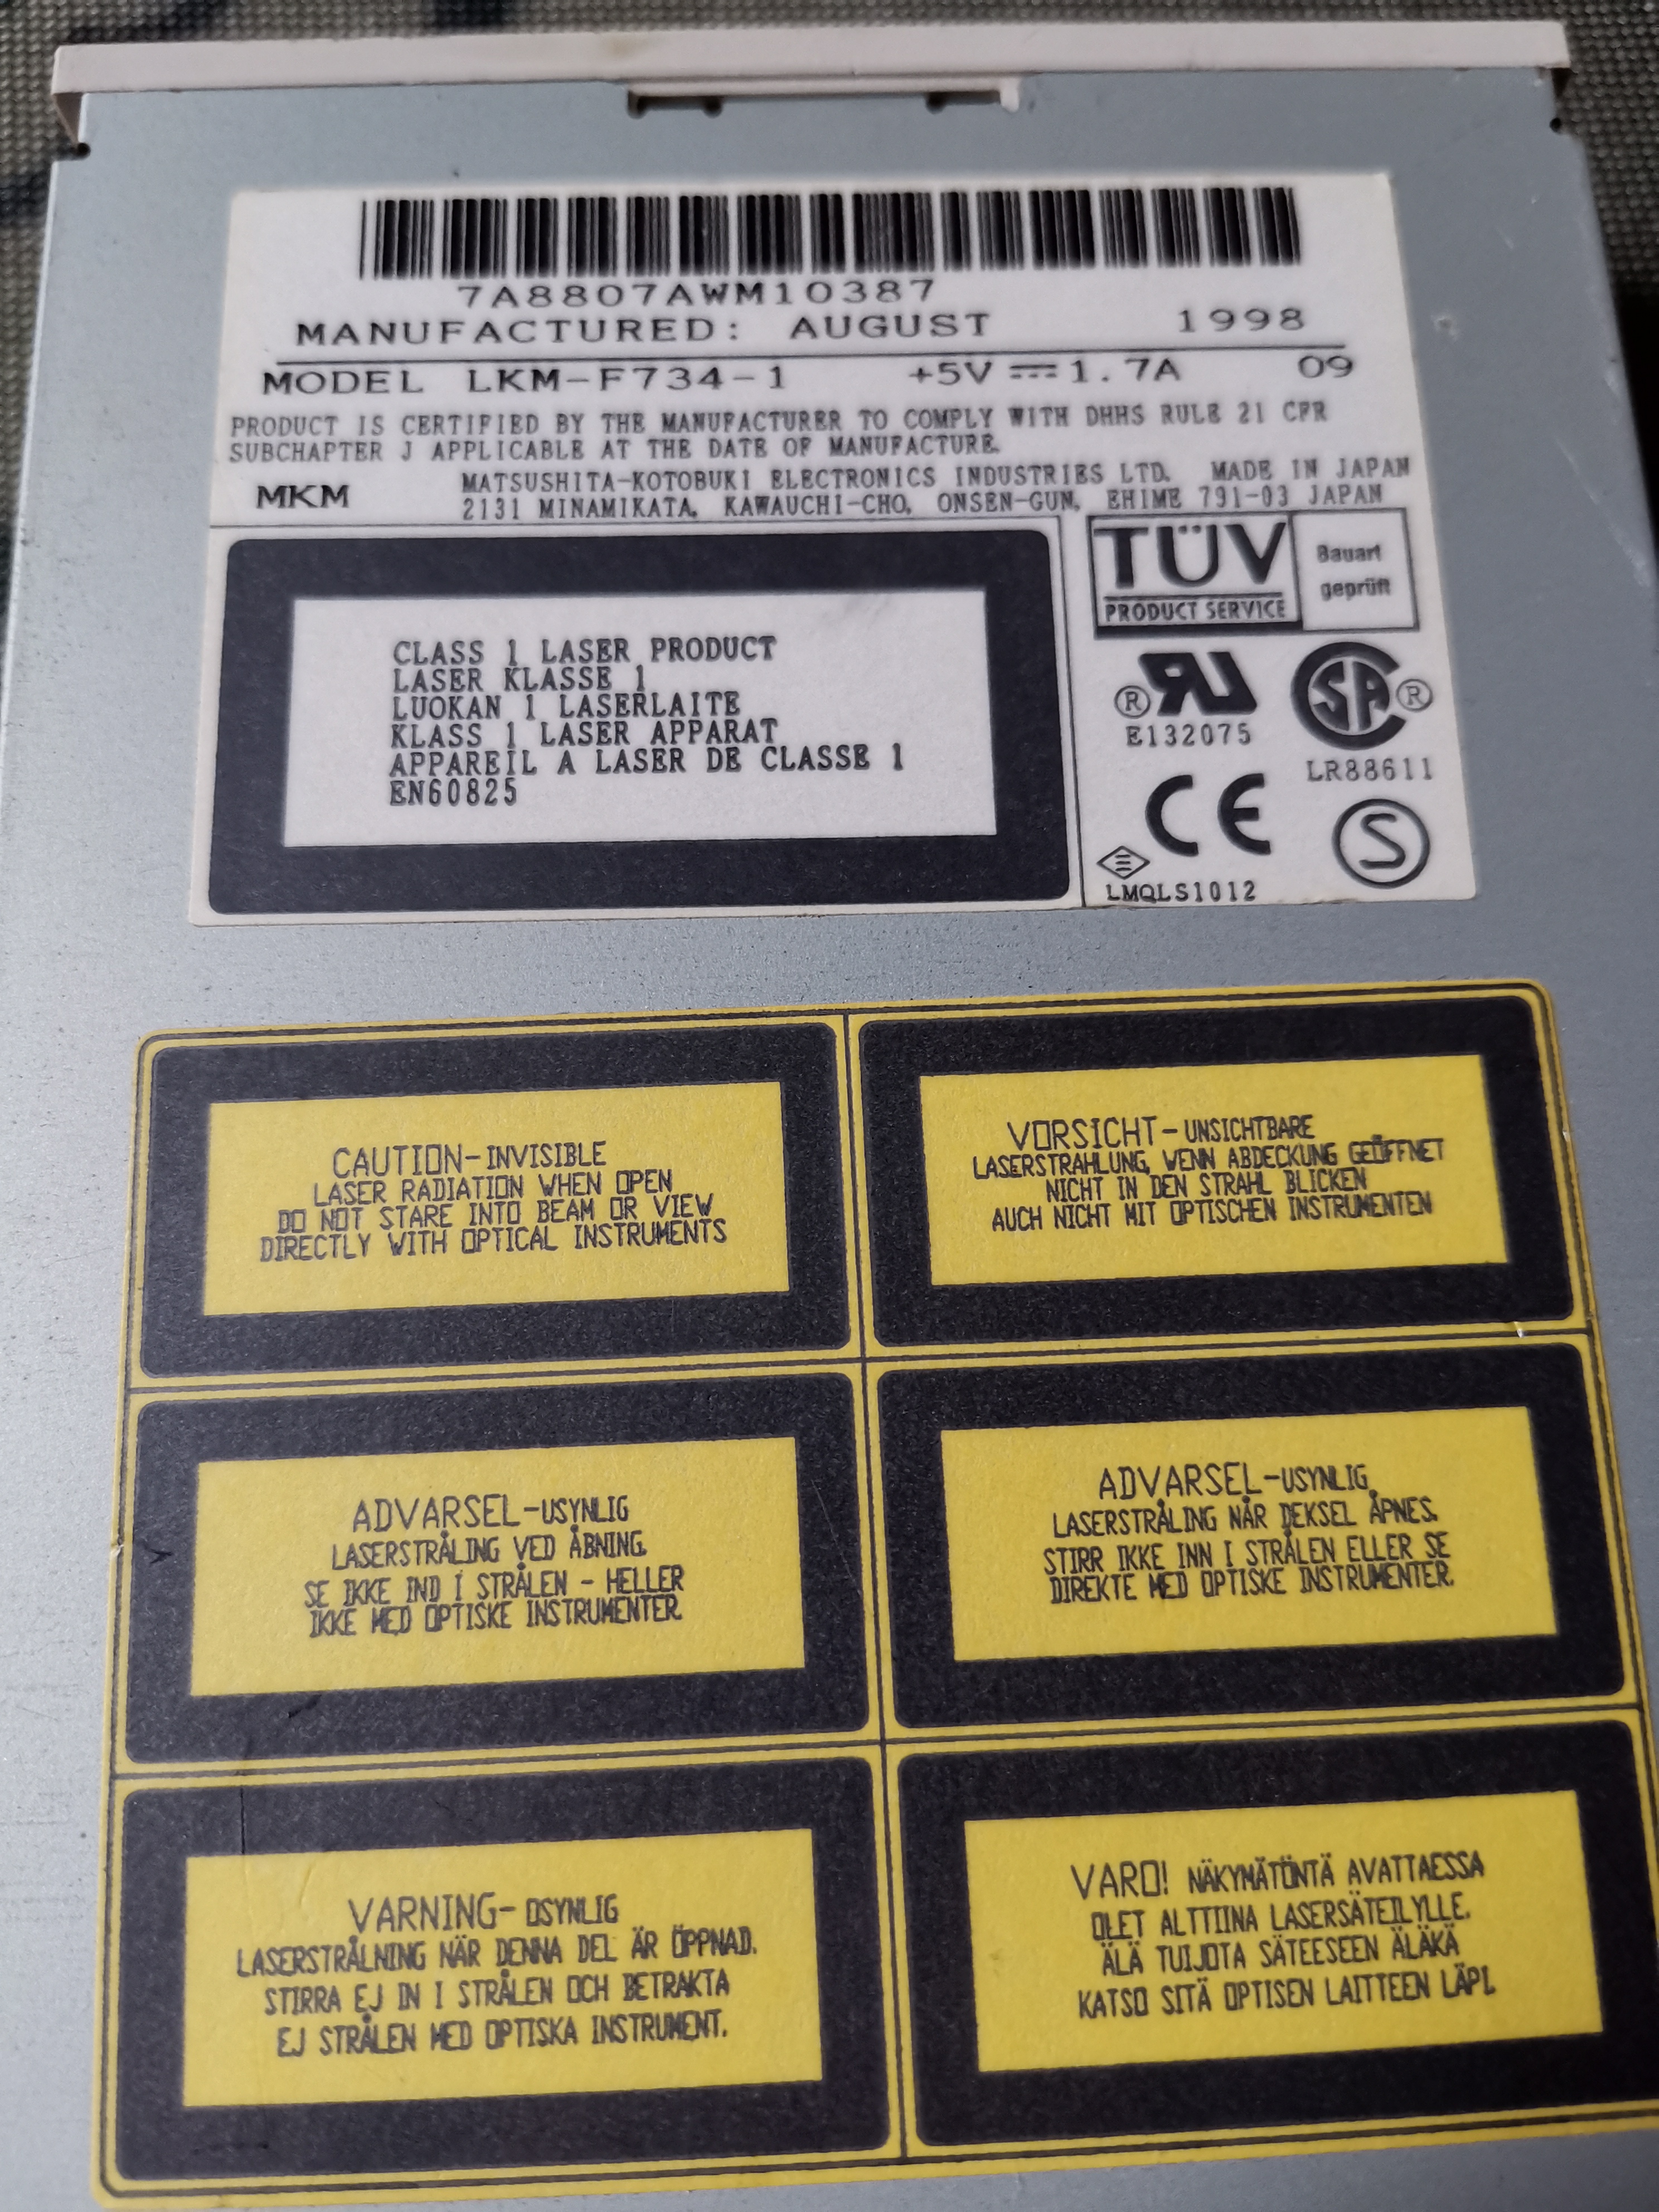 7A8807AWM10387
MANUFACTURED: AUGUST 1998
MODEL LKM-F734-1 +5V ⎓ 1.7A 09
PRODUCT IS CERTIFIED BY THE MANUFACTURER TO COMPLY WITH DHHS RULE 21 CFR
SUBCHAPTER J APPLICABLE AT THE DATE OF MANUFACTURE.
MKM
MATSUSHITA-KOTOBUKI ELECTRONICS INDUSTRIES LTD. MADE IN JAPAN
2131 MINAMIKATA, KAWAUCHI-CHO, ONSEN-GUN, EHIME 791-03 JAPAN
CLASS 1 LASER PRODUCT
LASER KLASSE 1
LUOKAN 1 LASERLAITE
KLASS 1 LASER APPARAT
APPAREIL A LASER DE CLASSE 1
EN60825
TÜV
PRODUCT SERVICE
Bauart
geprüft
® RU
E132075
SA ®
LR88611
CE
S
LMQLS1012
CAUTION-INVISIBLE
LASER RADIATION WHEN OPEN
DO NOT STARE INTO BEAM OR VIEW
DIRECTLY WITH OPTICAL INSTRUMENTS
VORSICHT-UNSICHTBARE
LASERSTRAHLUNG, WENN ABDECKUNG GEÖFFNET
NICHT IN DEN STRAHL BLICKEN
AUCH NICHT MIT OPTISCHEN INSTRUMENTEN
ADVARSEL-USYNLIG
LASERSTRÅLING VED ÅBNING.
SE IKKE IND I STRÅLEN - HELLER
IKKE MED OPTISKE INSTRUMENTER.
ADVARSEL-USYNLIG
LASERSTRÅLING NÅR DEKSEL ÅPNES.
STIRR IKKE INN I STRÅLEN ELLER SE
DIREKTE MED OPTISKE INSTRUMENTER.
VARNING-OSYNLIG
LASERSTRÅLNING NÄR DENNA DEL ÄR ÖPPNAD.
STIRRA EJ IN I STRÅLEN OCH BETRAKTA
EJ STRÅLEN MED OPTISKA INSTRUMENT.
VARO! NÄKYMÄTÖNTÄ AVATTAESSA
OLET ALTTIINA LASERSÄTEILYLLE.
ÄLÄ TUIJOTA SÄTEESEEN ÄLÄKÄ
KATSO SITÄ OPTISEN LAITTEEN LÄPI.